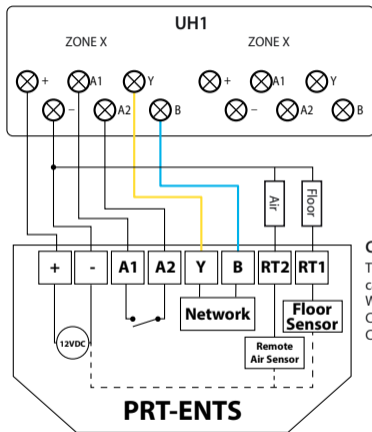 UH1
ZONE X ZONE X
+ A1 Y + A1 Y
– A2 B – A2 B
Air Floor
+ - A1 A2 Y B RT2 RT1
Network
Floor
Sensor
12VDC
Remote
Air Sensor
PRT-ENTS